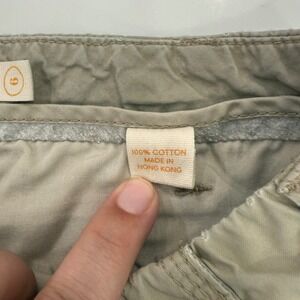 6
100% COTTON
MADE IN
HONG KONG